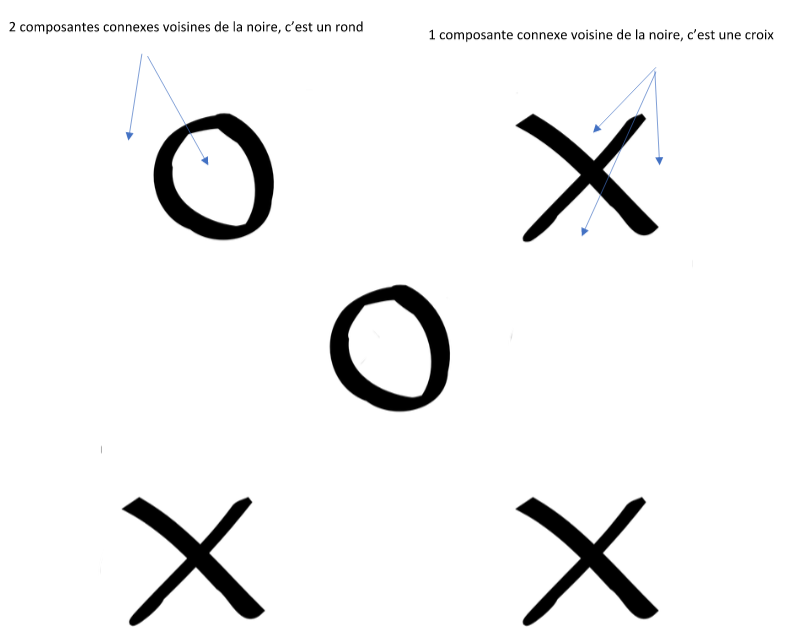 2 composantes connexes voisines de la noire, c’est un rond
1 composante connexe voisine de la noire, c’est une croix